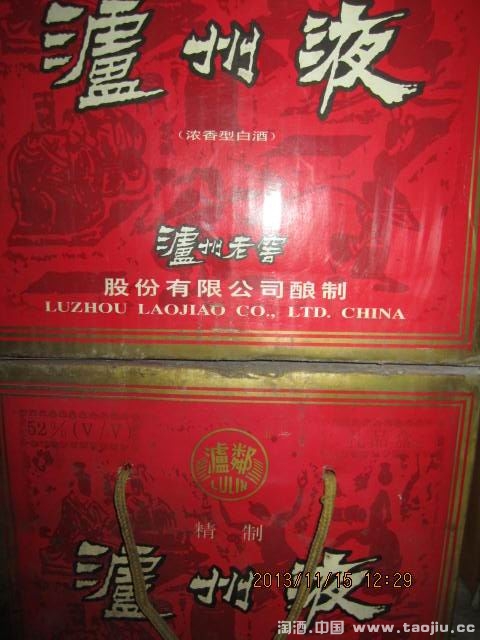 瀘州液
(浓香型白酒)
瀘州老窖
股份有限公司酿制
LUZHOU LAOJIAO CO., LTD. CHINA
52%(V/V)
瀘鄰
LULIN
精制
瀘州液
2013/11/15 12:29
淘酒·中国 www.taojiu.cc